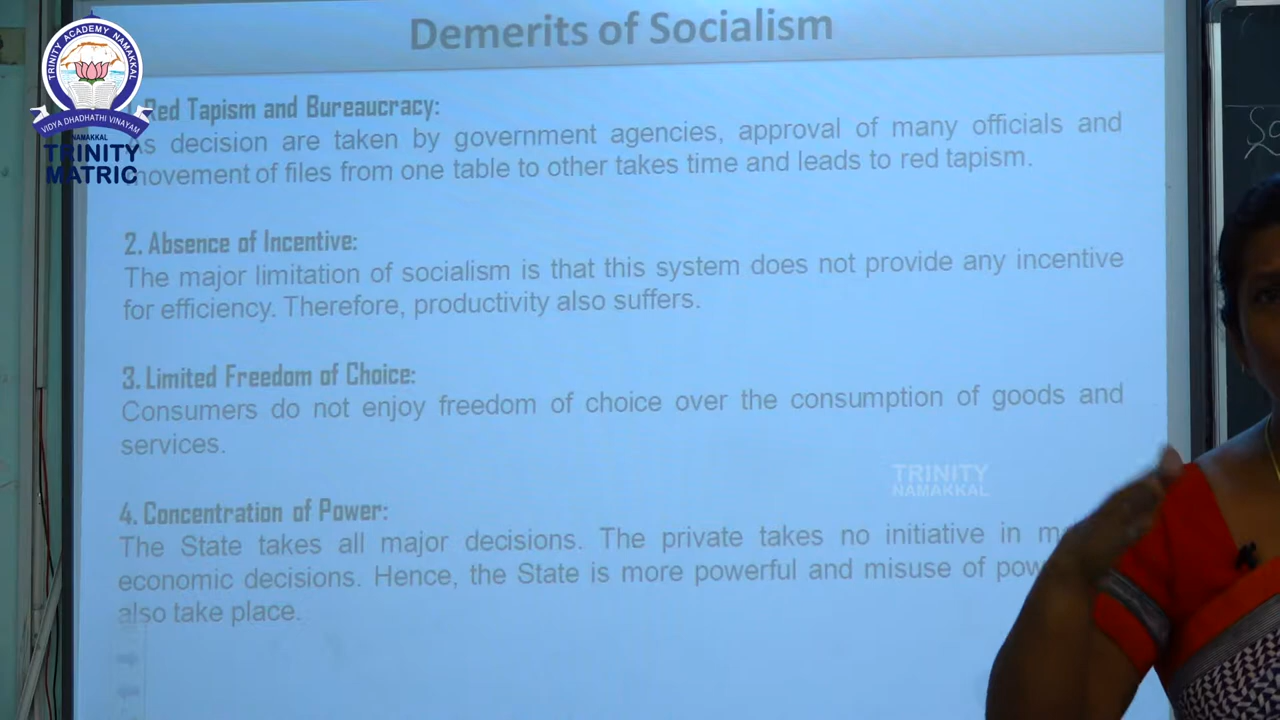 Demerits of Socialism
TRINITY ACADEMY NAMAKKAL
VIDYA DHADHATHI VINAYAM
NAMAKKAL
TRINITY
MATRIC
Red Tapism and Bureaucracy:
decision are taken by government agencies, approval of many officials and
movement of files from one table to other takes time and leads to red tapism.
2. Absence of Incentive:
The major limitation of socialism is that this system does not provide any incentive
for efficiency. Therefore, productivity also suffers.
3. Limited Freedom of Choice:
Consumers do not enjoy freedom of choice over the consumption of goods and
services.
TRINITY
NAMAKKAL
4. Concentration of Power:
The State takes all major decisions. The private takes no initiative in
economic decisions. Hence, the State is more powerful and misuse of
also take place.